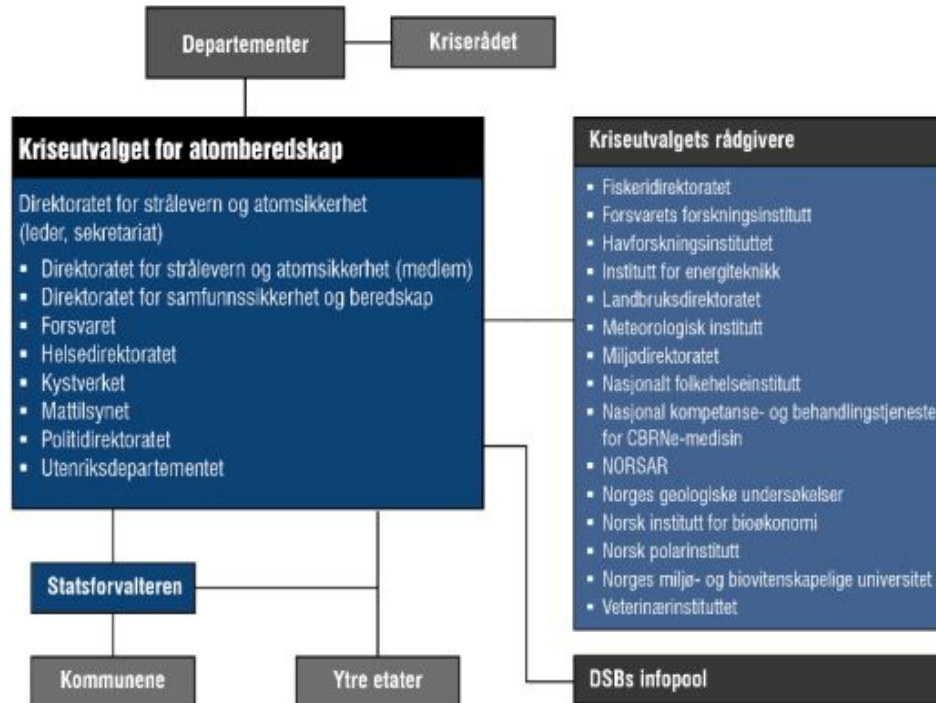 Departementer
Kriserådet
Kriseutvalget for atomberedskap
Direktoratet for strålevern og atomsikkerhet
(leder, sekretariat)
▪ Direktoratet for strålevern og atomsikkerhet (medlem)
▪ Direktoratet for samfunnssikkerhet og beredskap
▪ Forsvaret
▪ Helsedirektoratet
▪ Kystverket
▪ Mattilsynet
▪ Politidirektoratet
▪ Utenriksdepartementet
Kriseutvalgets rådgivere
▪ Fiskeridirektoratet
▪ Forsvarets forskningsinstitutt
▪ Havforskningsinstituttet
▪ Institutt for energiteknikk
▪ Landbruksdirektoratet
▪ Meteorologisk institutt
▪ Miljødirektoratet
▪ Nasjonalt folkehelseinstitutt
▪ Nasjonal kompetanse- og behandlingstjeneste
for CBRNe-medisin
▪ NORSAR
▪ Norges geologiske undersøkelser
▪ Norsk institutt for bioøkonomi
▪ Norsk polarinstitutt
▪ Norges miljø- og biovitenskapelige universitet
▪ Veterinærinstituttet
Statsforvalteren
Kommunene
Ytre etater
DSBs infopool